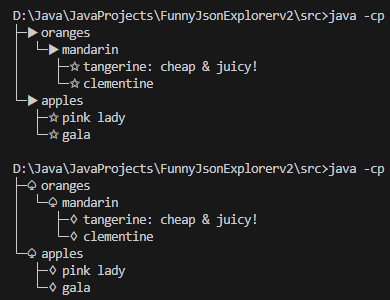 D:\Java\JavaProjects\FunnyJsonExplorerv2\src>java -cp
├─▶oranges
│  └─▶mandarin
│     ├─☆tangerine: cheap & juicy!
│     └─☆clementine
└─▶apples
   ├─☆pink lady
   └─☆gala
D:\Java\JavaProjects\FunnyJsonExplorerv2\src>java -cp
├─♤oranges
│  └─♤mandarin
│     ├─◊tangerine: cheap & juicy!
│     └─◊clementine
└─♤apples
   ├─◊pink lady
   └─◊gala